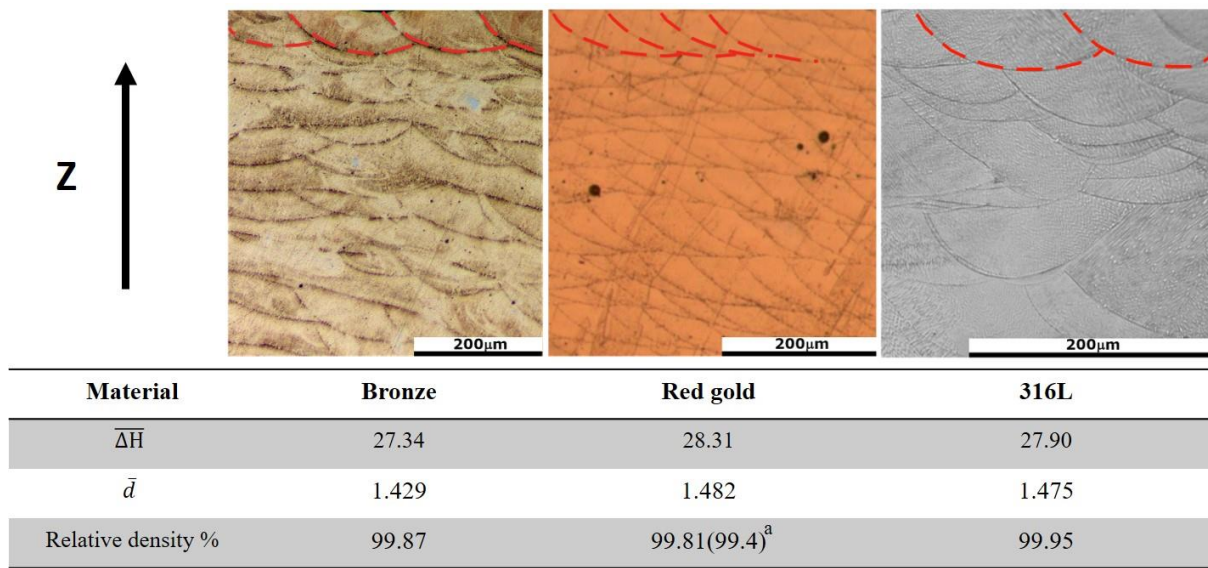 Z
200μm 200μm 200μm
Material Bronze Red gold 316L
Δ̅H̅ 27.34 28.31 27.90
d̄ 1.429 1.482 1.475
Relative density % 99.87 99.81(99.4)ᵃ 99.95